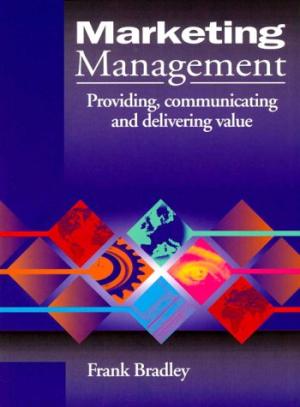 Marketing
Management
Providing, communicating
and delivering value
Frank Bradley